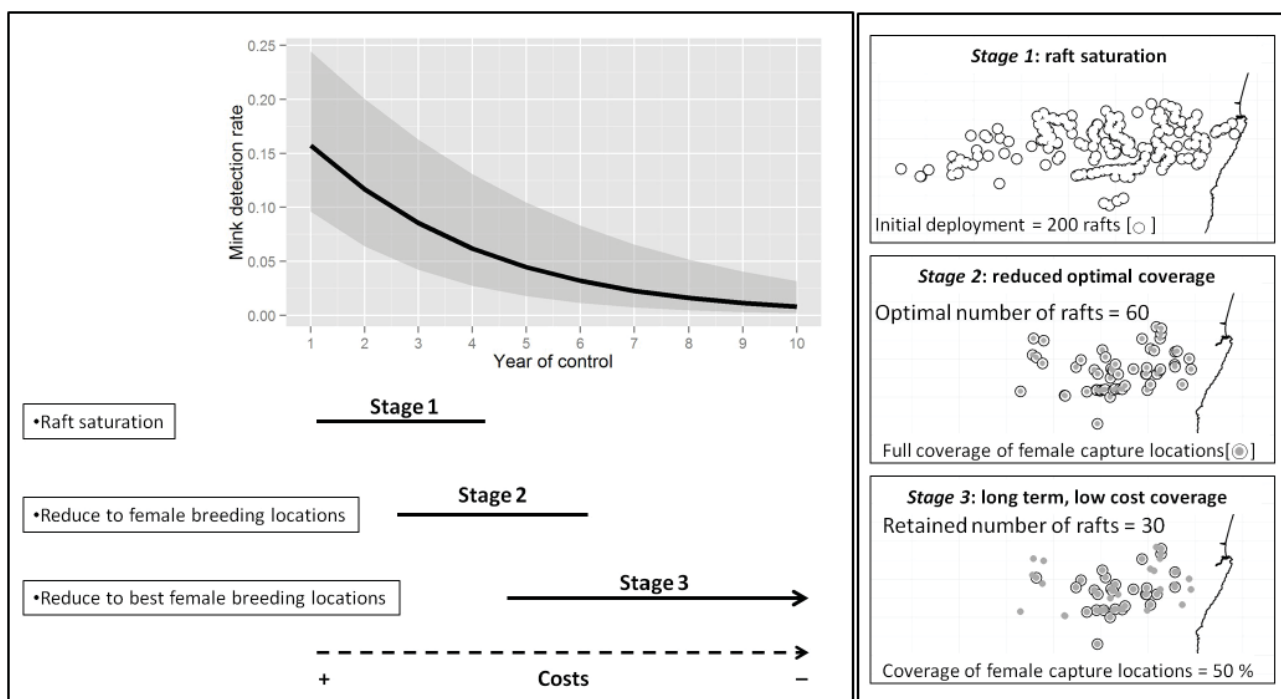 0.25
0.20
0.15
0.10
0.05
0.00
Mink detection rate
1 2 3 4 5 6 7 8 9 10
Year of control
Stage 1
•Raft saturation
Stage 2
•Reduce to female breeding locations
Stage 3
•Reduce to best female breeding locations
+ Costs −
Stage 1: raft saturation
Initial deployment = 200 rafts [○]
Stage 2: reduced optimal coverage
Optimal number of rafts = 60
Full coverage of female capture locations[◉]
Stage 3: long term, low cost coverage
Retained number of rafts = 30
Coverage of female capture locations = 50 %